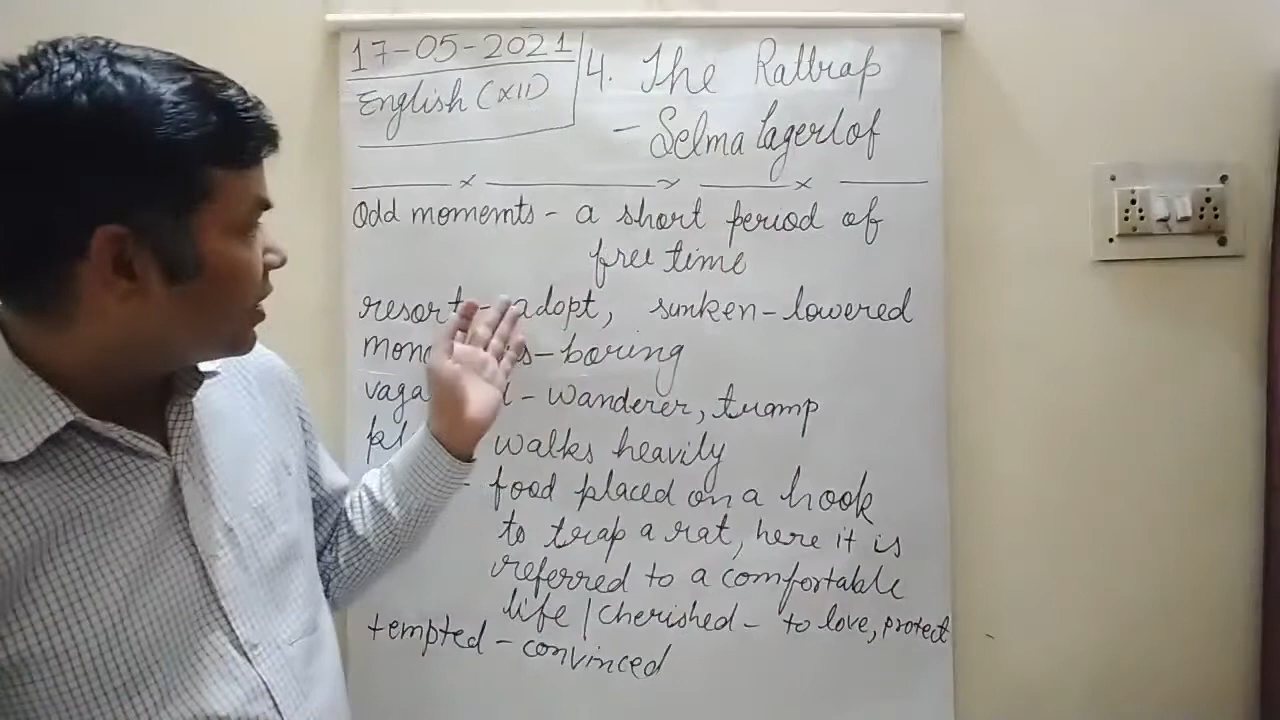 17-05-2021
English (XII)
4. The Rattrap
- Selma Lagerlof
Odd moments - a short period of
free time
resort - adopt, sunken - lowered
- boring
- wanderer, tramp
walks heavily
- food placed on a hook
to trap a rat, here it is
referred to a comfortable
life / Cherished - to love, protect
tempted - convinced